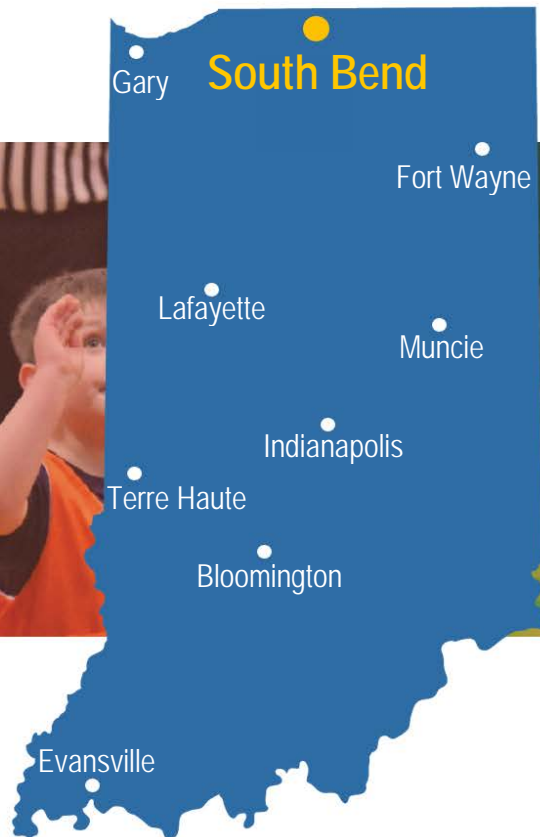 South Bend
Gary
Fort Wayne
Lafayette
Muncie
Indianapolis
Terre Haute
Bloomington
Evansville